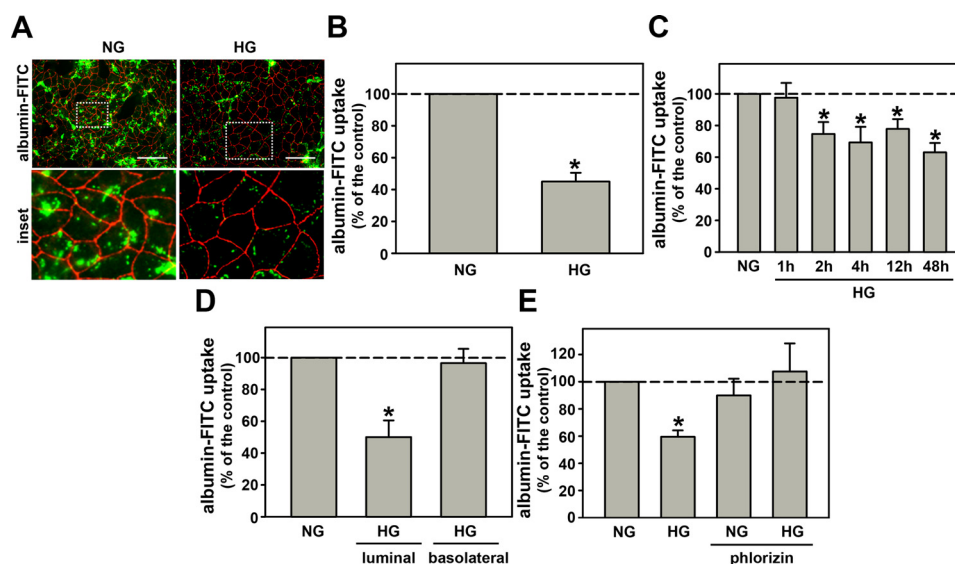 A
NG
HG
albumin-FITC
inset
B
albumin-FITC uptake
(% of the control)
100
80
60
40
20
0
*
NG
HG
C
albumin-FITC uptake
(% of the control)
100
80
60
40
20
0
* * * *
NG 1h 2h 4h 12h 48h
HG
D
albumin-FITC uptake
(% of the control)
100
80
60
40
20
0
*
NG HG HG
luminal basolateral
E
albumin-FITC uptake
(% of the control)
120
100
80
60
40
20
0
*
NG HG NG HG
phlorizin